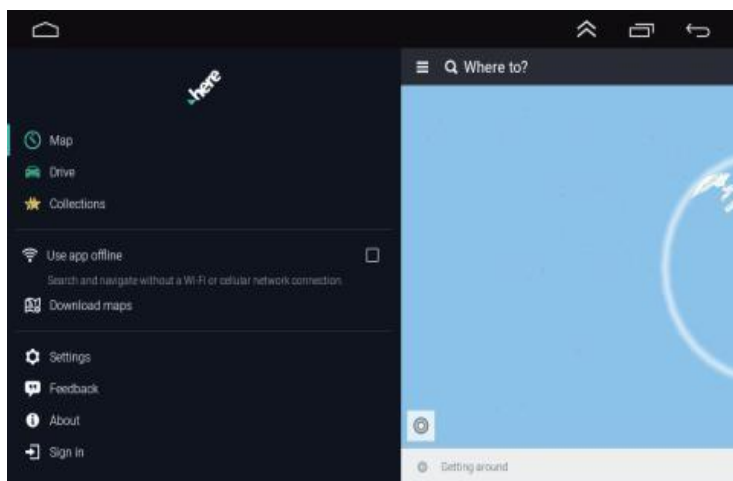 here
Where to?
Map
Drive
Collections
Use app offline
Search and navigate without a Wi-Fi or cellular network connection.
Download maps
Settings
Feedback
About
Sign in
Getting around